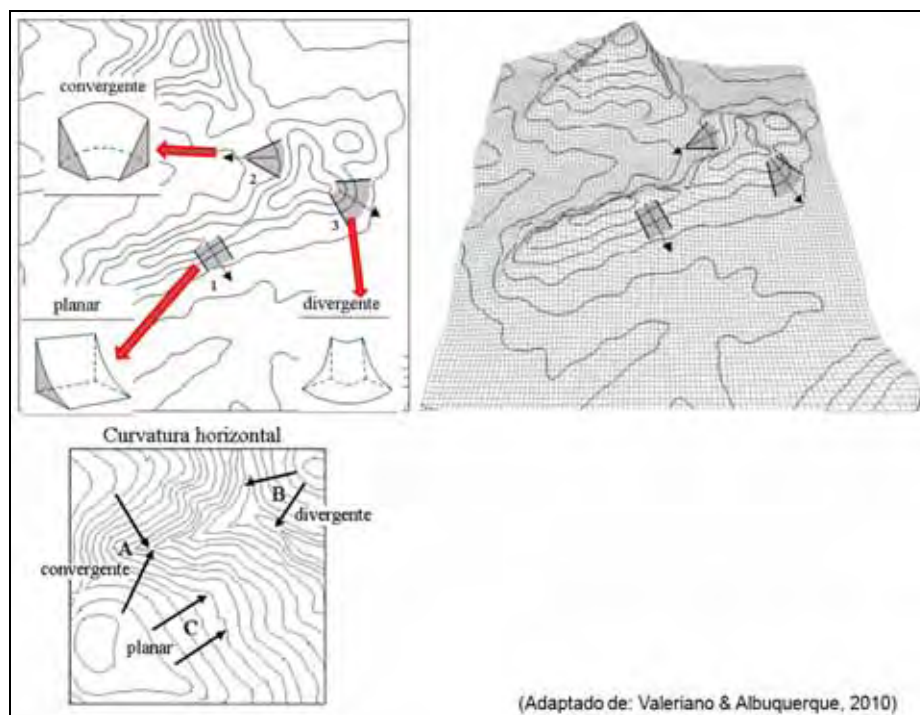 convergente
2
3
1
planar
divergente
Curvatura horizontal
B
divergente
A
convergente
C
planar
(Adaptado de: Valeriano & Albuquerque, 2010)